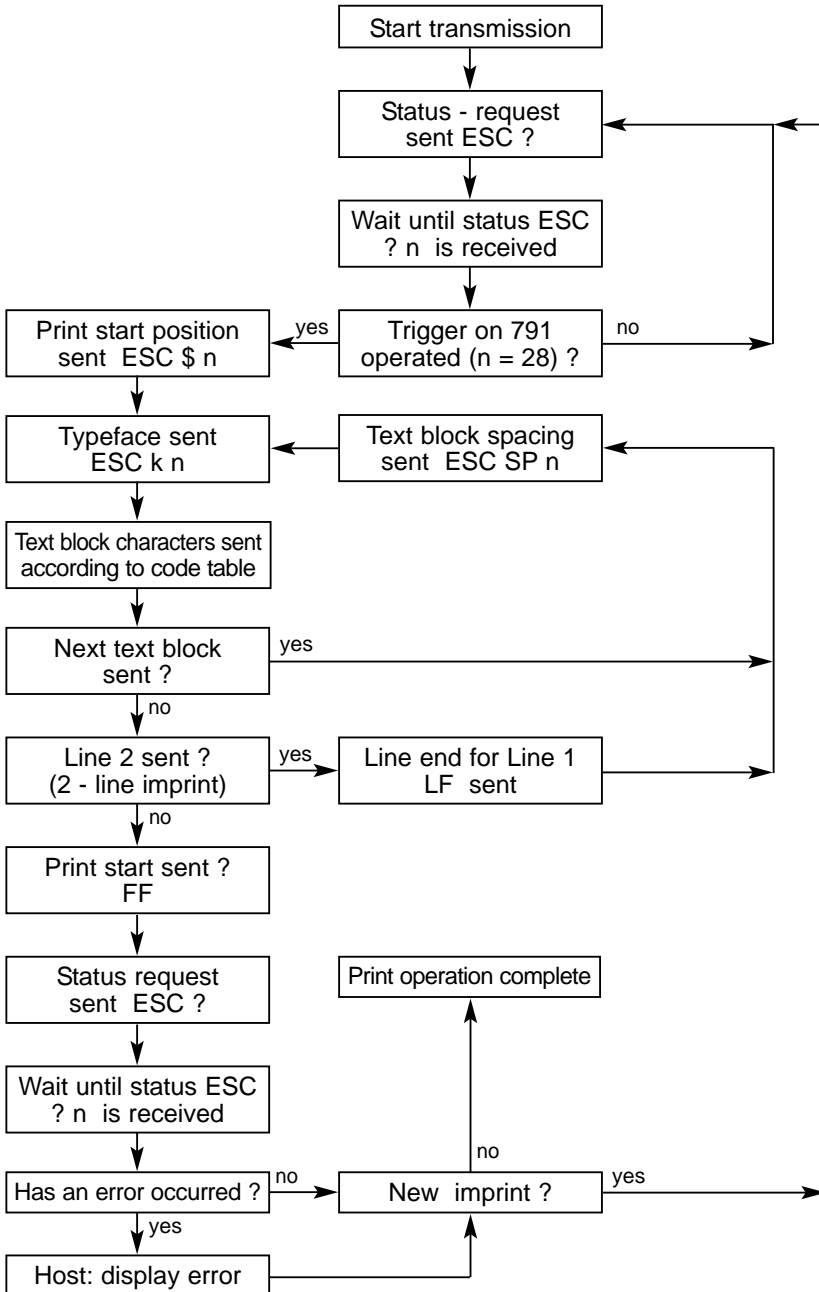 Start transmission
Status - request
sent ESC ?
Wait until status ESC
? n is received
Print start position
sent ESC $ n
yes
Trigger on 791
operated (n = 28) ?
no
Typeface sent
ESC k n
Text block spacing
sent ESC SP n
Text block characters sent
according to code table
Next text block
sent ?
yes
no
Line 2 sent ?
(2 - line imprint)
yes
Line end for Line 1
LF sent
no
Print start sent ?
FF
Status request
sent ESC ?
Print operation complete
Wait until status ESC
? n is received
no
Has an error occurred ?
no
New imprint ?
yes
yes
Host: display error